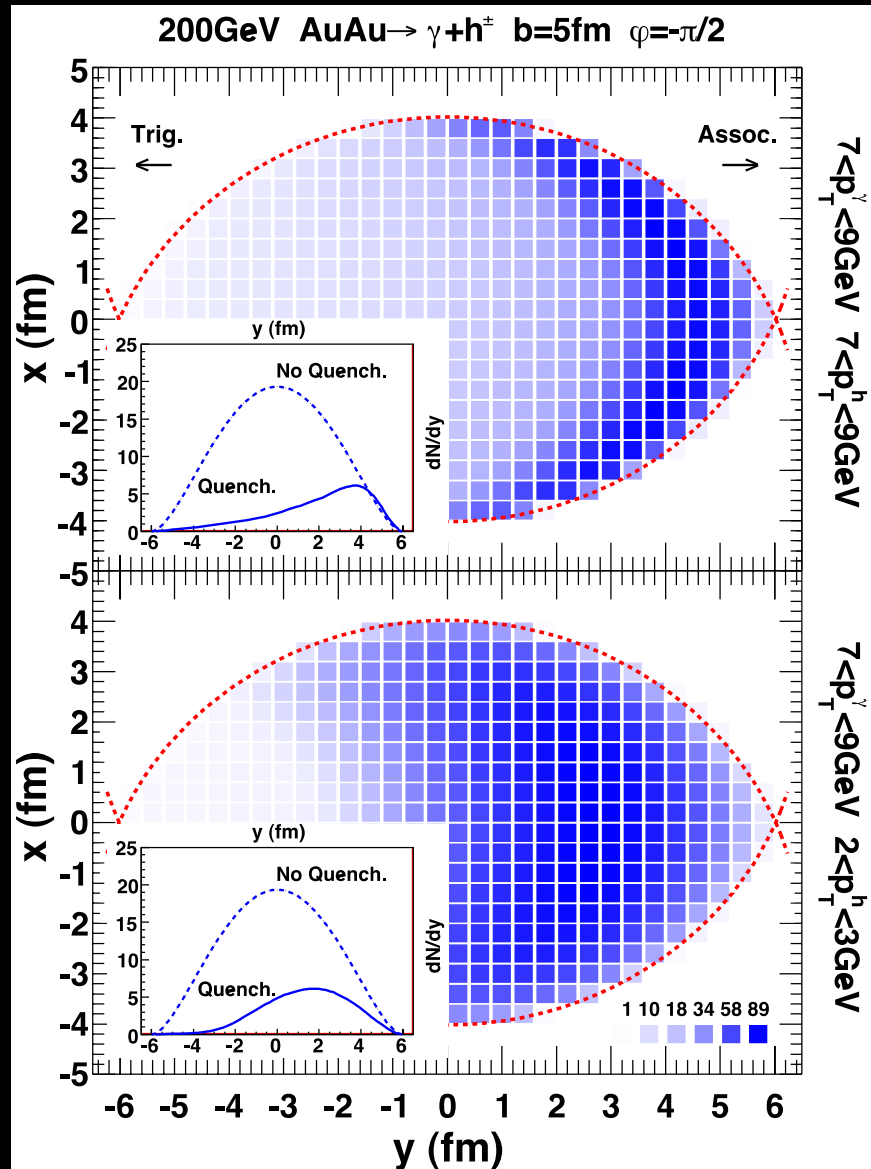 200GeV AuAu→ γ+h± b=5fm φ=-π/2
5
4
3
2
1
0
-1
-2
-3
-4
-5
x (fm)
Trig.
←
Assoc.
→
7<p_T^γ<9GeV 7<p_T^h<9GeV
y (fm)
25
20
15
10
5
0
No Quench.
Quench.
-6 -4 -2 0 2 4 6
dN/dy
4
3
2
1
0
-1
-2
-3
-4
-5
x (fm)
7<p_T^γ<9GeV 2<p_T^h<3GeV
y (fm)
25
20
15
10
5
0
No Quench.
Quench.
-6 -4 -2 0 2 4 6
dN/dy
1 10 18 34 58 89
-6 -5 -4 -3 -2 -1 0 1 2 3 4 5 6
y (fm)